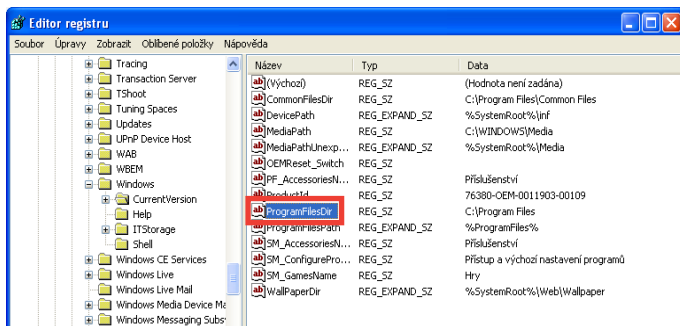 Editor registru
Soubor Úpravy Zobrazit Oblíbené položky Nápověda
Tracing
Transaction Server
TShoot
Tuning Spaces
Updates
UPnP Device Host
WAB
WBEM
Windows
CurrentVersion
Help
ITStorage
Shell
Windows CE Services
Windows Live
Windows Live Mail
Windows Media Device Ma
Windows Messaging Subs
Název Typ Data
(Výchozí) REG_SZ (Hodnota není zadána)
CommonFilesDir REG_SZ C:\Program Files\Common Files
DevicePath REG_EXPAND_SZ %SystemRoot%\inf
MediaPath REG_SZ C:\WINDOWS\Media
MediaPathUnexp... REG_EXPAND_SZ %SystemRoot%\Media
OEMReset_Switch REG_SZ
PF_AccessoriesN... REG_SZ Příslušenství
ProductId REG_SZ 76380-OEM-0011903-00109
ProgramFilesDir REG_SZ C:\Program Files
ProgramFilesPath REG_EXPAND_SZ %ProgramFiles%
SM_AccessoriesN... REG_SZ Příslušenství
SM_ConfigurePro... REG_SZ Přístup a výchozí nastavení programů
SM_GamesName REG_SZ Hry
WallPaperDir REG_EXPAND_SZ %SystemRoot%\Web\Wallpaper